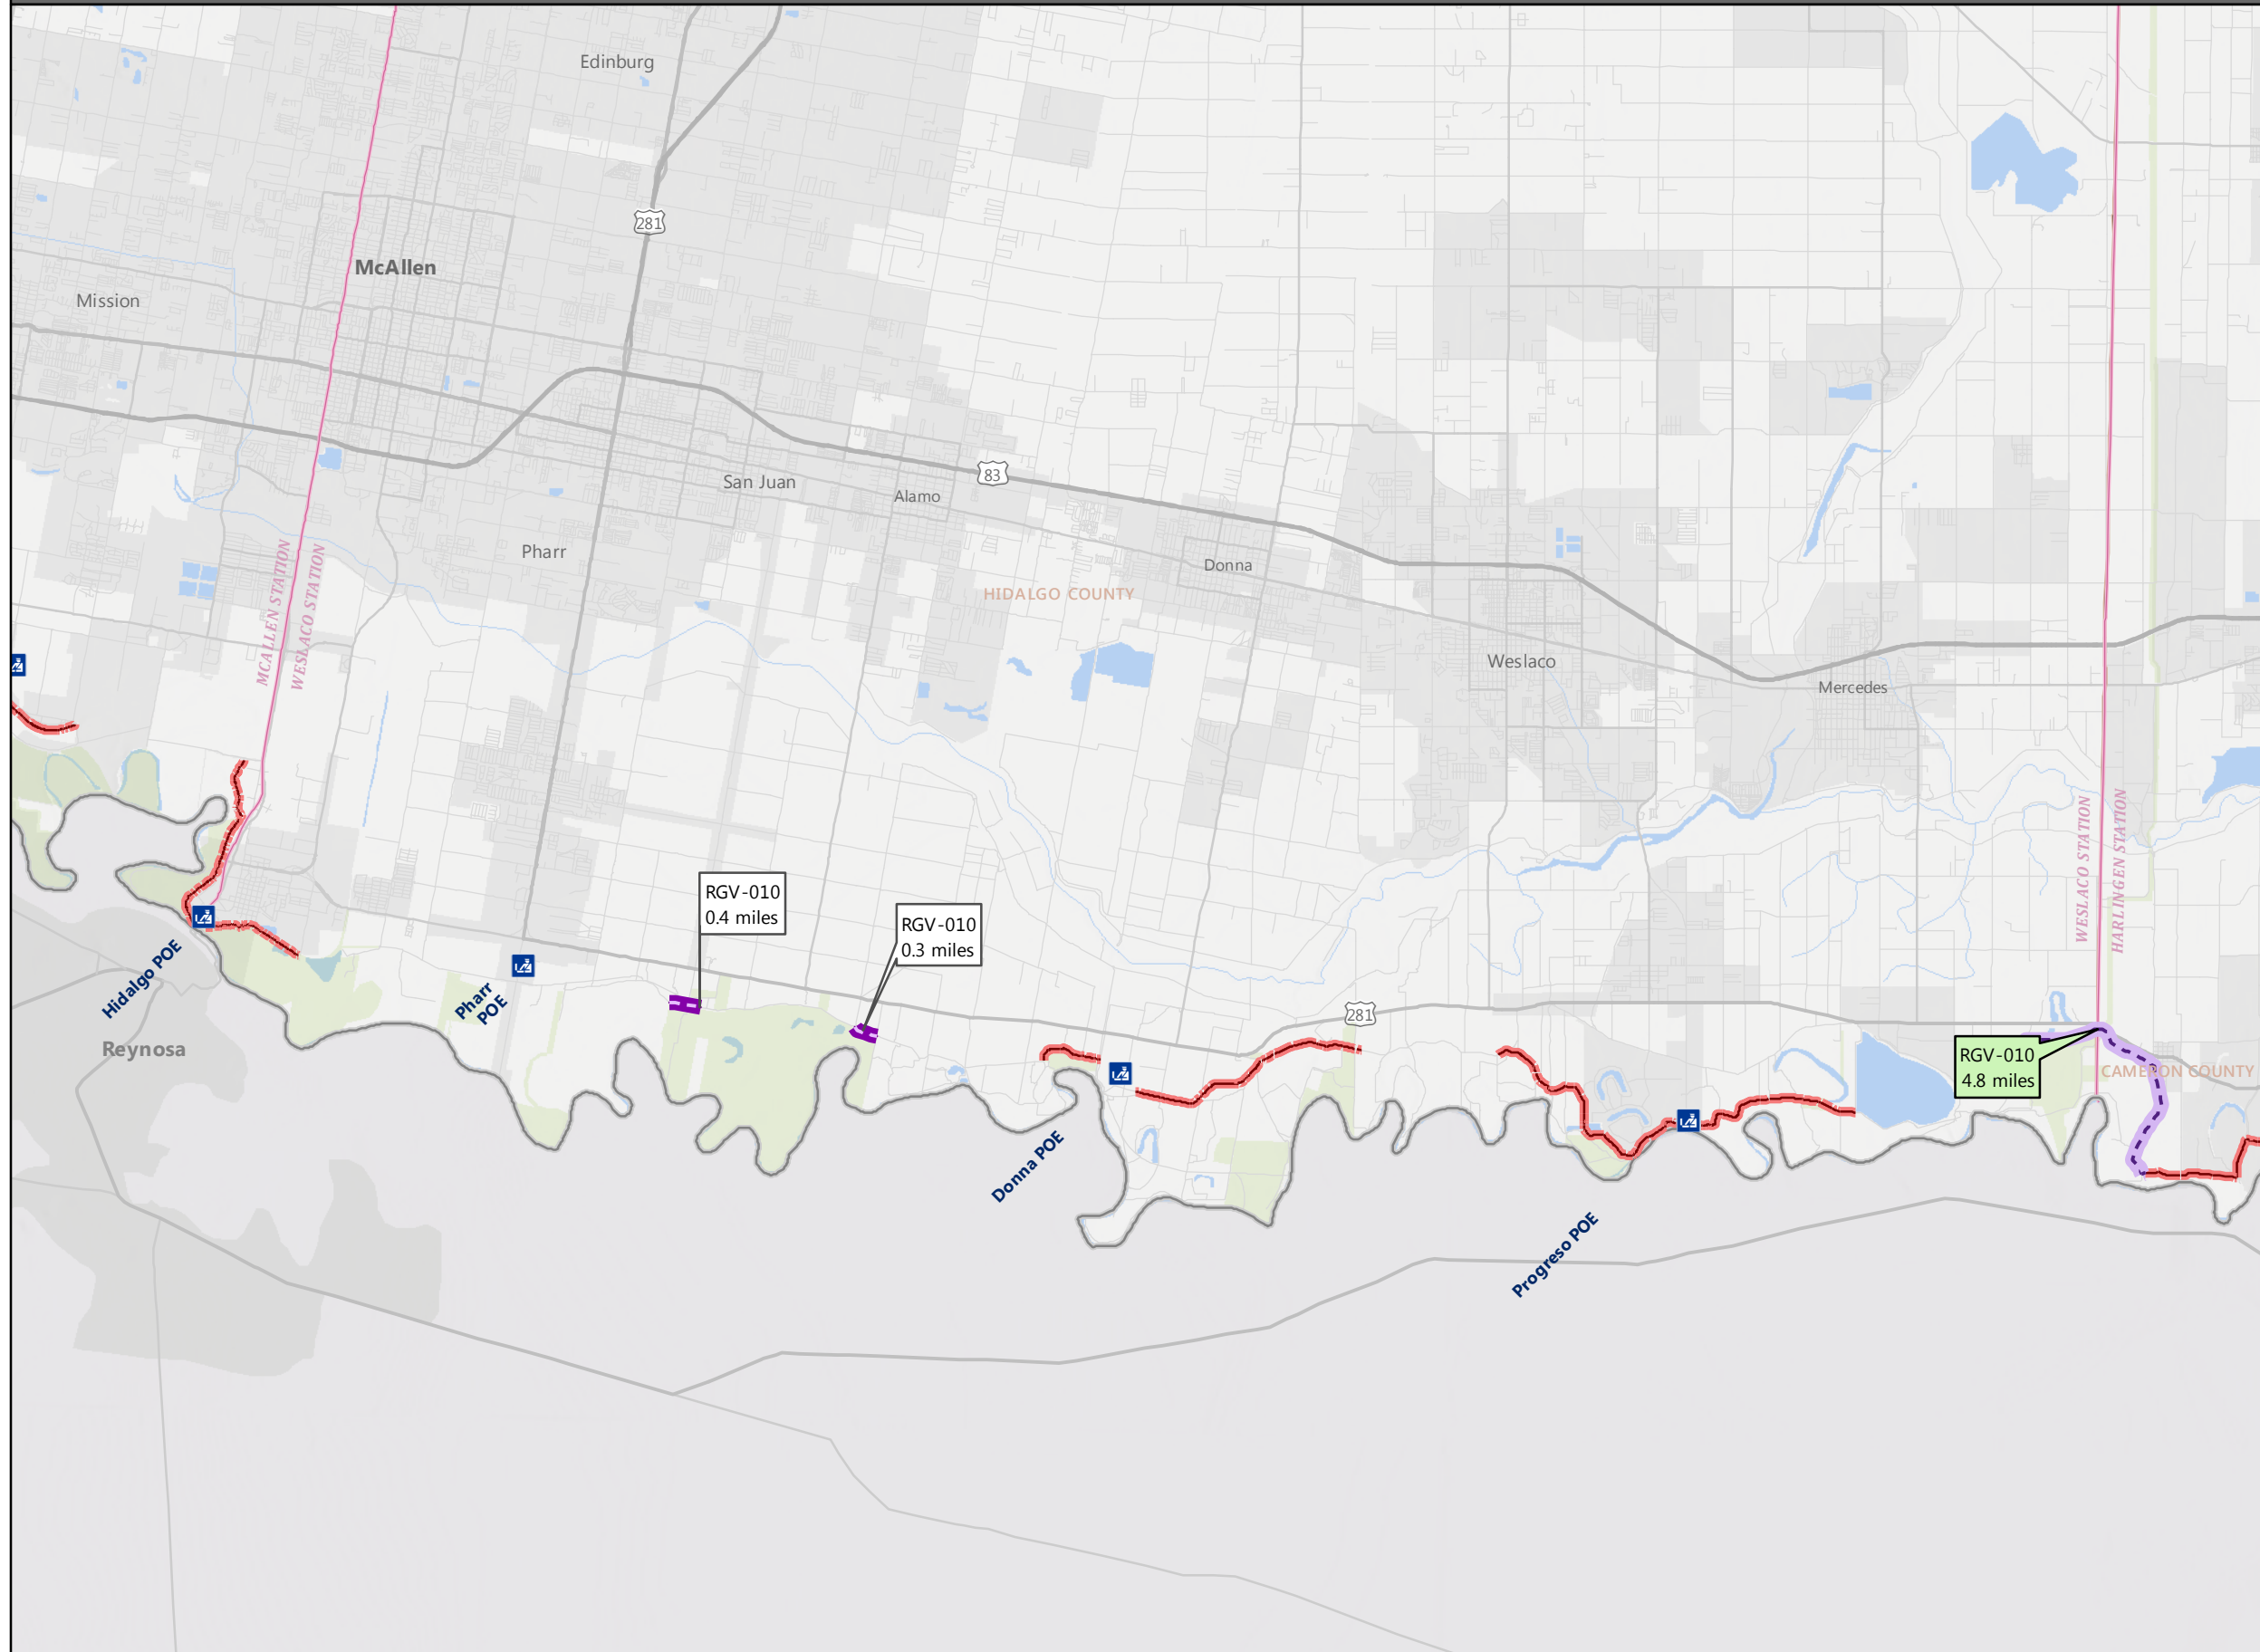 Edinburg
281
McAllen
Mission
83
San Juan
Alamo
Pharr
Donna
HIDALGO COUNTY
MCALLEN STATION
WESLACO STATION
Weslaco
Mercedes
WESLACO STATION
HARLINGEN STATION
RGV-010
0.4 miles
RGV-010
0.3 miles
Hidalgo POE
Pharr
POE
281
Reynosa
RGV-010
4.8 miles
CAMERON COUNTY
Donna POE
Progreso POE